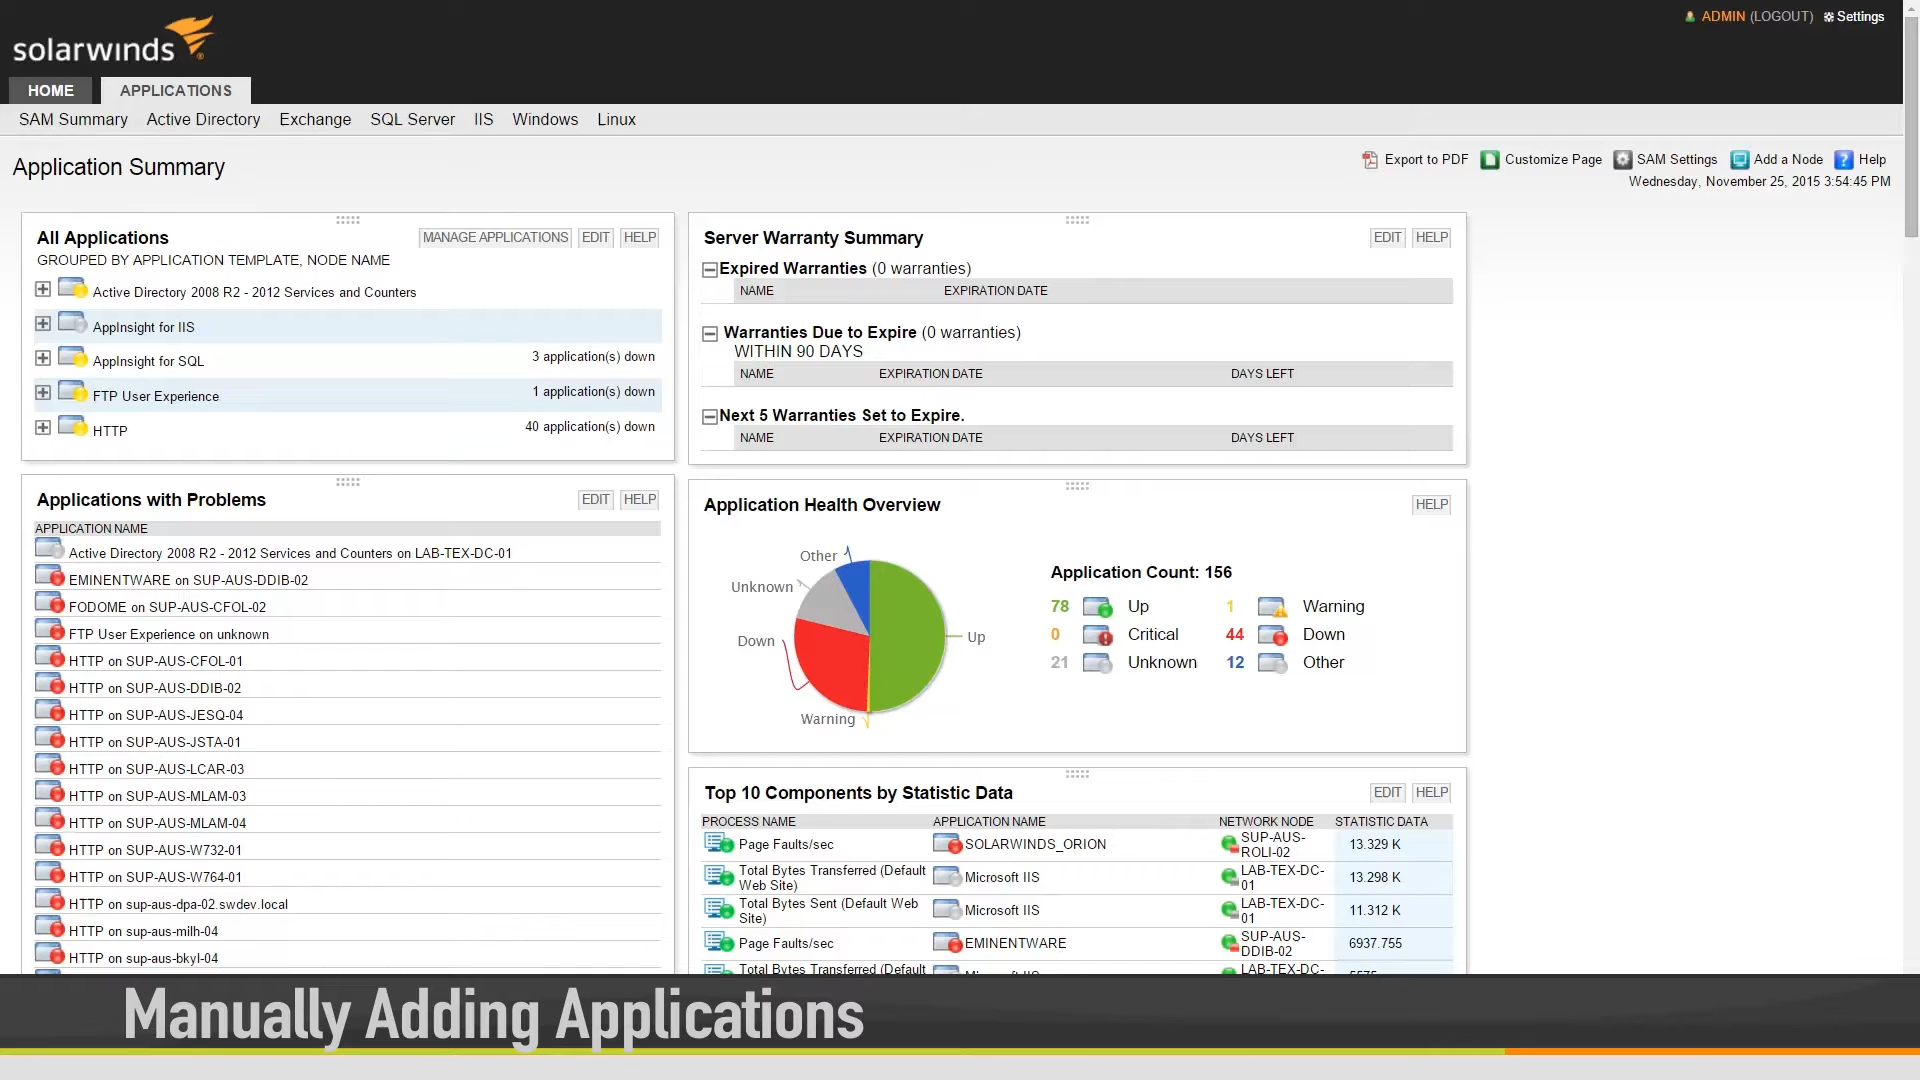 ADMIN (LOGOUT) Settings
solarwinds
HOME APPLICATIONS
SAM Summary Active Directory Exchange SQL Server IIS Windows Linux
Application Summary
Export to PDF Customize Page SAM Settings Add a Node Help
Wednesday, November 25, 2015 3:54:45 PM
All Applications MANAGE APPLICATIONS EDIT HELP
GROUPED BY APPLICATION TEMPLATE, NODE NAME
Active Directory 2008 R2 - 2012 Services and Counters
AppInsight for IIS
AppInsight for SQL 3 application(s) down
FTP User Experience 1 application(s) down
HTTP 40 application(s) down
Applications with Problems EDIT HELP
APPLICATION NAME
Active Directory 2008 R2 - 2012 Services and Counters on LAB-TEX-DC-01
EMINENTWARE on SUP-AUS-DDIB-02
FODOME on SUP-AUS-CFOL-02
FTP User Experience on unknown
HTTP on SUP-AUS-CFOL-01
HTTP on SUP-AUS-DDIB-02
HTTP on SUP-AUS-JESQ-04
HTTP on SUP-AUS-JSTA-01
HTTP on SUP-AUS-LCAR-03
HTTP on SUP-AUS-MLAM-03
HTTP on SUP-AUS-MLAM-04
HTTP on SUP-AUS-W732-01
HTTP on SUP-AUS-W764-01
HTTP on sup-aus-dpa-02.swdev.local
HTTP on sup-aus-milh-04
HTTP on sup-aus-bkyl-04
Server Warranty Summary EDIT HELP
Expired Warranties (0 warranties)
NAME EXPIRATION DATE
Warranties Due to Expire (0 warranties)
WITHIN 90 DAYS
NAME EXPIRATION DATE DAYS LEFT
Next 5 Warranties Set to Expire.
NAME EXPIRATION DATE DAYS LEFT
Application Health Overview HELP
Other
Unknown
Down
Up
Warning
Application Count: 156
78 Up 1 Warning
0 Critical 44 Down
21 Unknown 12 Other
Top 10 Components by Statistic Data EDIT HELP
PROCESS NAME APPLICATION NAME NETWORK NODE STATISTIC DATA
Page Faults/sec SOLARWINDS_ORION SUP-AUS-ROLI-02 13.329 K
Total Bytes Transferred (Default Web Site) Microsoft IIS LAB-TEX-DC-01 13.298 K
Total Bytes Sent (Default Web Site) Microsoft IIS LAB-TEX-DC-01 11.312 K
Page Faults/sec EMINENTWARE SUP-AUS-DDIB-02 6937.755
Total Bytes Transferred (Default LAB-TEX-DC-
Manually Adding Applications